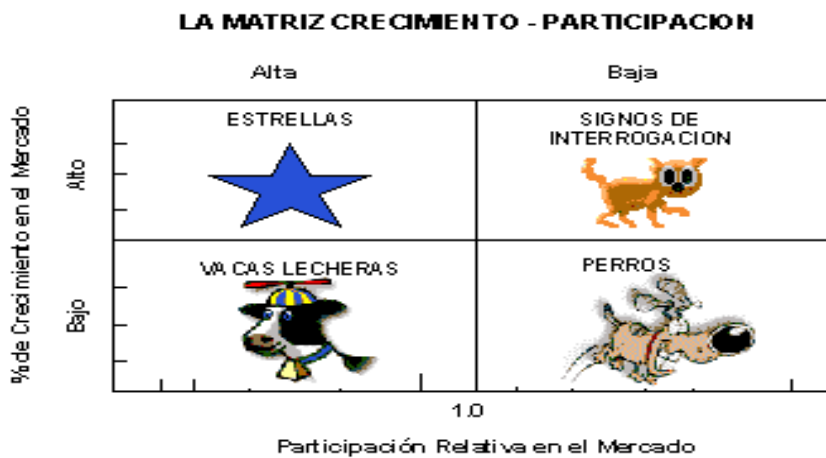 LA MATRIZ CRECIMIENTO - PARTICIPACION
Alta
Baja
% de Crecimiento en el Mercado
Alto
Bajo
ESTRELLAS
SIGNOS DE
INTERROGACION
VACAS LECHERAS
PERROS
1.0
Participación Relativa en el Mercado